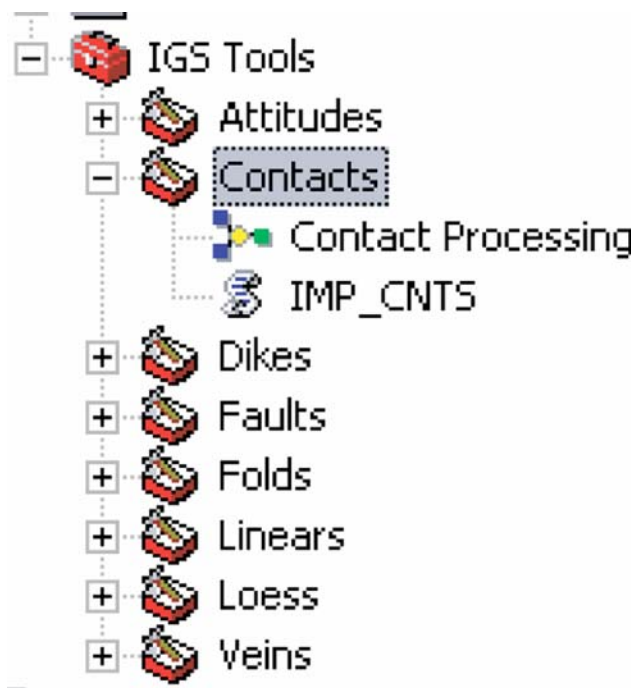 IGS Tools
Attitudes
Contacts
Contact Processing
IMP_CNTS
Dikes
Faults
Folds
Linears
Loess
Veins